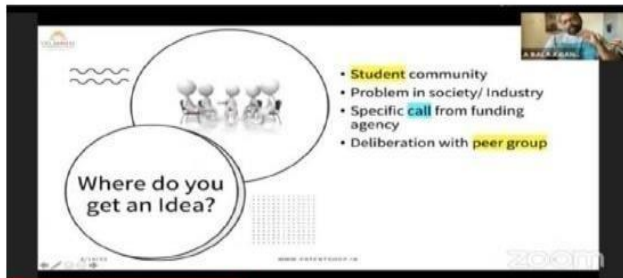 • Student community
• Problem in society/ Industry
• Specific call from funding
agency
• Deliberation with peer group
Where do you
get an Idea?
WWW.PATENTSHOP.IN
zoom